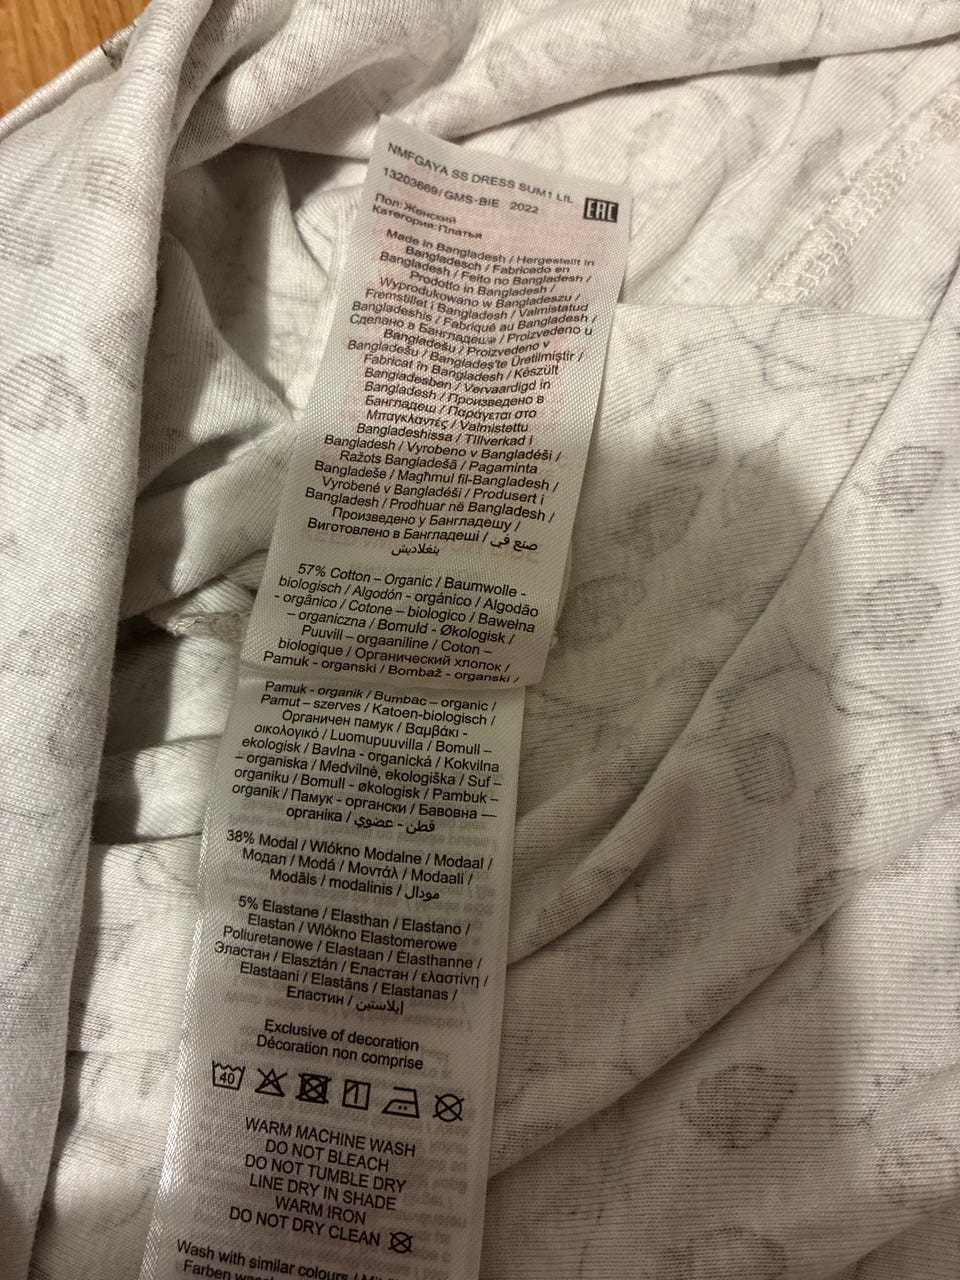 NMFGAYA SS DRESS SUM1 LIL
13203669/GMS-BIE 2022
EAC
Пол: Женский
Категория: Платья
Made in Bangladesh / Hergestellt in
Bangladesch / Fabricado en
Bangladesh / Feito no Bangladesh /
Prodotto in Bangladesh /
Wyprodukowano w Bangladeszu /
Fremstillet i Bangladesh / Valmistatud
Bangladeshis / Fabriqué au Bangladesh /
Сделано в Бангладеше / Proizvedeno u
Bangladešu / Proizvedeno v
Bangladešu / Bangladeş'te Üretilmiştir /
Fabricat în Bangladesh / Készült
Bangladesben / Vervaardigd in
Bangladesh / Произведено в
Бангладеш / Παράγεται στο
Μπαγκλαντές / Valmistettu
Bangladeshissa / Tillverkad i
Bangladesh / Vyrobeno v Bangladéši /
Ražots Bangladešā / Pagaminta
Bangladeše / Magħmul fil-Bangladesh /
Vyrobené v Bangladéši / Produsert i
Bangladesh / Prodhuar në Bangladesh /
Произведено у Бангладешу /
Виготовлено в Бангладеші / صنع في
بنغلاديش
57% Cotton – Organic / Baumwolle -
biologisch / Algodón - orgánico / Algodão
- orgânico / Cotone – biologico / Bawełna
– organiczna / Bomuld - Økologisk /
Puuvill – orgaaniline / Coton –
biologique / Органический хлопок /
Pamuk - organski / Bombaž - organski /
Pamuk - organik / Bumbac – organic /
Pamut – szerves / Katoen-biologisch /
Органичен памук / Βαμβάκι -
οικολογικό / Luomupuuvilla / Bomull –
ekologisk / Bavlna - organická / Kokvilna
– organiska / Medvilnė, ekologiška / Suf –
organiku / Bomull - økologisk / Pambuk –
organik / Памук - органски / Бавовна —
органіка / قطن - عضوي
38% Modal / Wlókno Modalne / Modaal /
Модал / Modá / Μοντάλ / Modaali /
Modāls / modalinis / مودال
5% Elastane / Elasthan / Elastano /
Elastan / Wlókno Elastomerowe
Poliuretanowe / Elastaan / Élasthanne /
Эластан / Elasztán / Еластан / ελαστίνη /
Elastaani / Elastāns / Elastanas /
Еластин / إيلاستين
Exclusive of decoration
Décoration non comprise
40
WARM MACHINE WASH
DO NOT BLEACH
DO NOT TUMBLE DRY
LINE DRY IN SHADE
WARM IRON
DO NOT DRY CLEAN
Wash with similar colours /
Farben